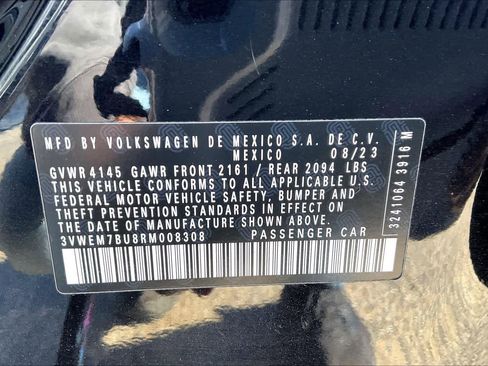 MFD BY VOLKSWAGEN DE MEXICO S.A. DE C.V.
MEXICO 08/23
GVWR 4145 GAWR FRONT 2161 / REAR 2094 LBS
THIS VEHICLE CONFORMS TO ALL APPLICABLE U.S.
FEDERAL MOTOR VEHICLE SAFETY, BUMPER AND
THEFT PREVENTION STANDARDS IN EFFECT ON
THE DATE OF MANUFACTURE SHOWN ABOVE.
3VWEM7BU8RM008308 PASSENGER CAR
3241064 3916 M